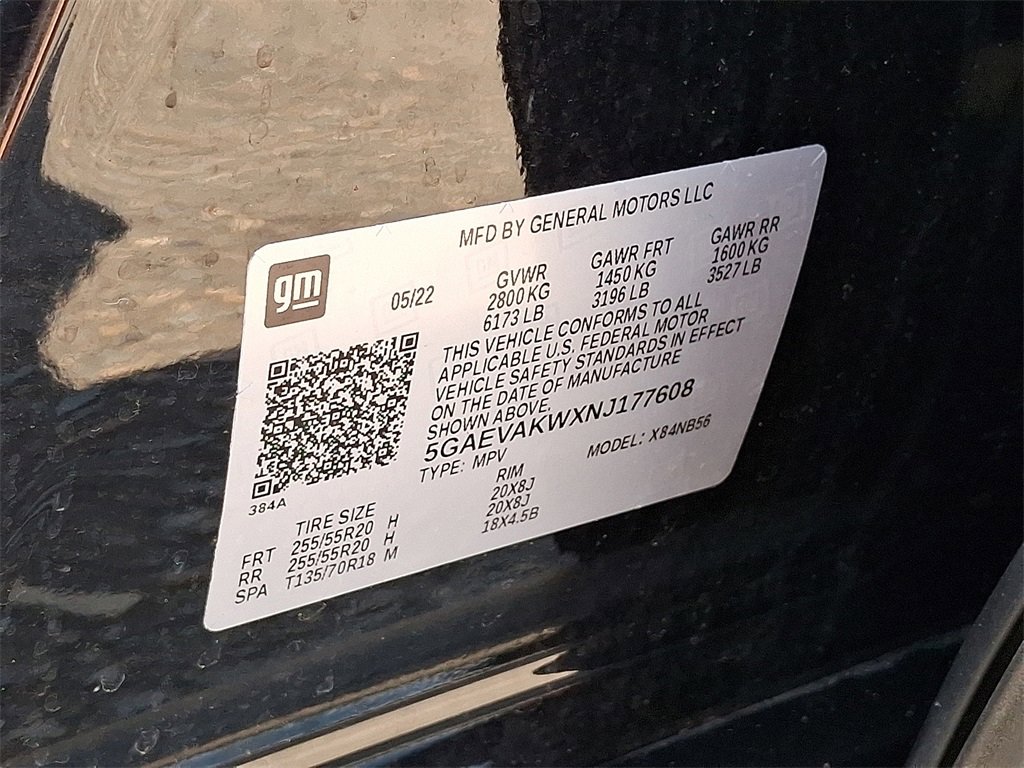 MFD BY GENERAL MOTORS LLC
gm
05/22
GVWR
2800 KG
6173 LB
GAWR FRT
1450 KG
3196 LB
GAWR RR
1600 KG
3527 LB
THIS VEHICLE CONFORMS TO ALL
APPLICABLE U.S. FEDERAL MOTOR
VEHICLE SAFETY STANDARDS IN EFFECT
ON THE DATE OF MANUFACTURE
SHOWN ABOVE.
5GAEVAKWXNJ177608
TYPE: MPV
MODEL: X84NB56
384A
TIRE SIZE RIM
FRT 255/55R20 H 20X8J
RR 255/55R20 H 20X8J
SPA T135/70R18 M 18X4.5B